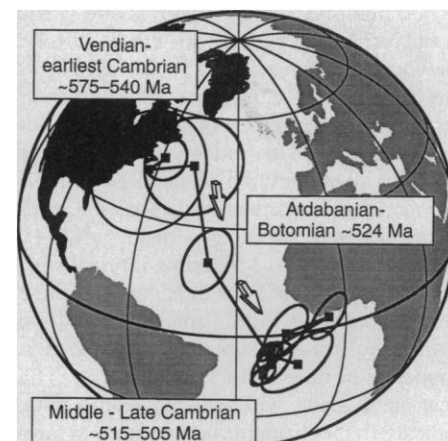 Vendian-
earliest Cambrian
~575–540 Ma
Atdabanian-
Botomian ~524 Ma
Middle - Late Cambrian
~515–505 Ma